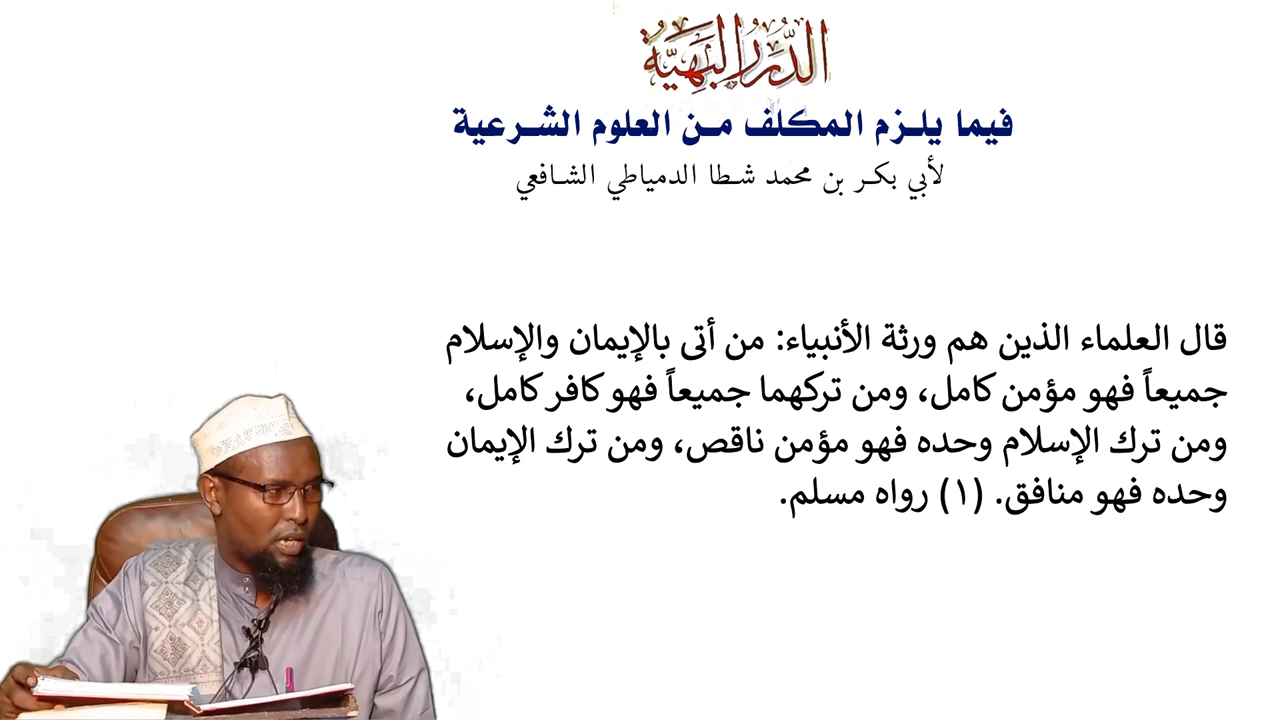 الدرر البهية
فيما يلزم المكلف من العلوم الشرعية
لأبي بكر بن محمد شطا الدمياطي الشافعي
قال العلماء الذين هم ورثة الأنبياء: من أتى بالإيمان والإسلام
جميعاً فهو مؤمن كامل، ومن تركهما جميعاً فهو كافر كامل،
ومن ترك الإسلام وحده فهو مؤمن ناقص، ومن ترك الإيمان
وحده فهو منافق. (١) رواه مسلم.